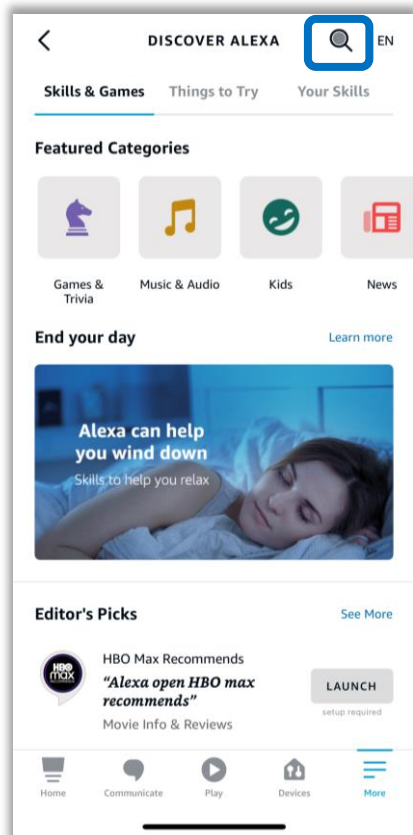 DISCOVER ALEXA EN
Skills & Games Things to Try Your Skills
Featured Categories
Games &
Trivia
Music & Audio
Kids
News
End your day Learn more
Alexa can help
you wind down
Skills to help you relax
Editor's Picks See More
HBO
max
HBO Max Recommends
“Alexa open HBO max
recommends”
Movie Info & Reviews
LAUNCH
setup required
Home Communicate Play Devices More